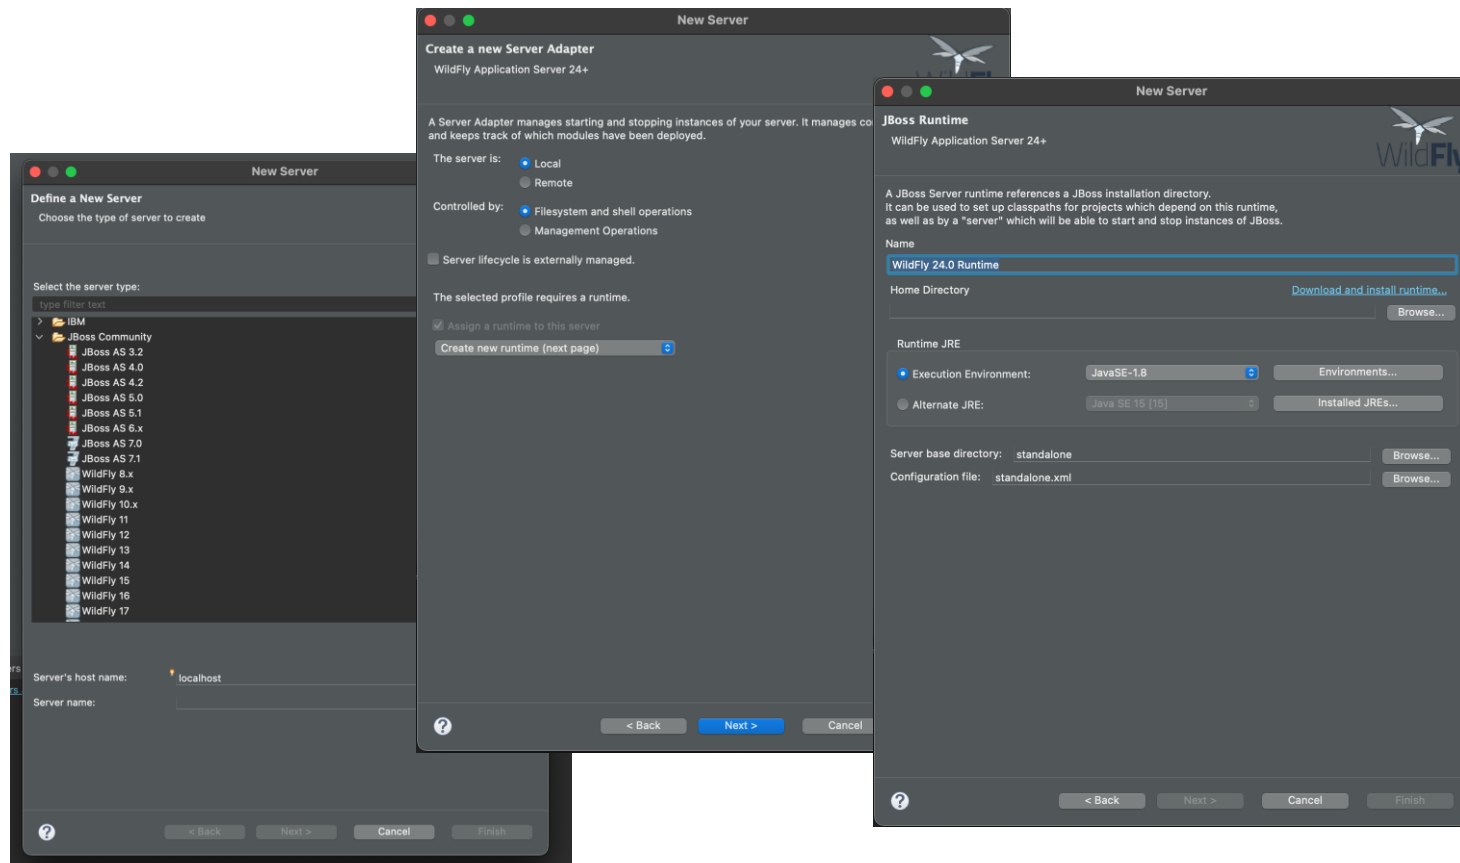 New Server
Define a New Server
Choose the type of server to create
Select the server type:
type filter text
IBM
JBoss Community
JBoss AS 3.2
JBoss AS 4.0
JBoss AS 4.2
JBoss AS 5.0
JBoss AS 5.1
JBoss AS 6.x
JBoss AS 7.0
JBoss AS 7.1
WildFly 8.x
WildFly 9.x
WildFly 10.x
WildFly 11
WildFly 12
WildFly 13
WildFly 14
WildFly 15
WildFly 16
WildFly 17
Server's host name: localhost
Server name:
? < Back Next > Cancel Finish
New Server
Create a new Server Adapter
WildFly Application Server 24+
A Server Adapter manages starting and stopping instances of your server. It manages co
and keeps track of which modules have been deployed.
The server is: Local
Remote
Controlled by: Filesystem and shell operations
Management Operations
Server lifecycle is externally managed.
The selected profile requires a runtime.
Assign a runtime to this server
Create new runtime (next page)
? < Back Next > Cancel
New Server
JBoss Runtime
WildFly Application Server 24+
WildFly
A JBoss Server runtime references a JBoss installation directory.
It can be used to set up classpaths for projects which depend on this runtime,
as well as by a "server" which will be able to start and stop instances of JBoss.
Name
WildFly 24.0 Runtime
Home Directory Download and install runtime...
Browse...
Runtime JRE
Execution Environment: JavaSE-1.8 Environments...
Alternate JRE: Java SE 15 [15] Installed JREs...
Server base directory: standalone Browse...
Configuration file: standalone.xml Browse...
? < Back Next > Cancel Finish